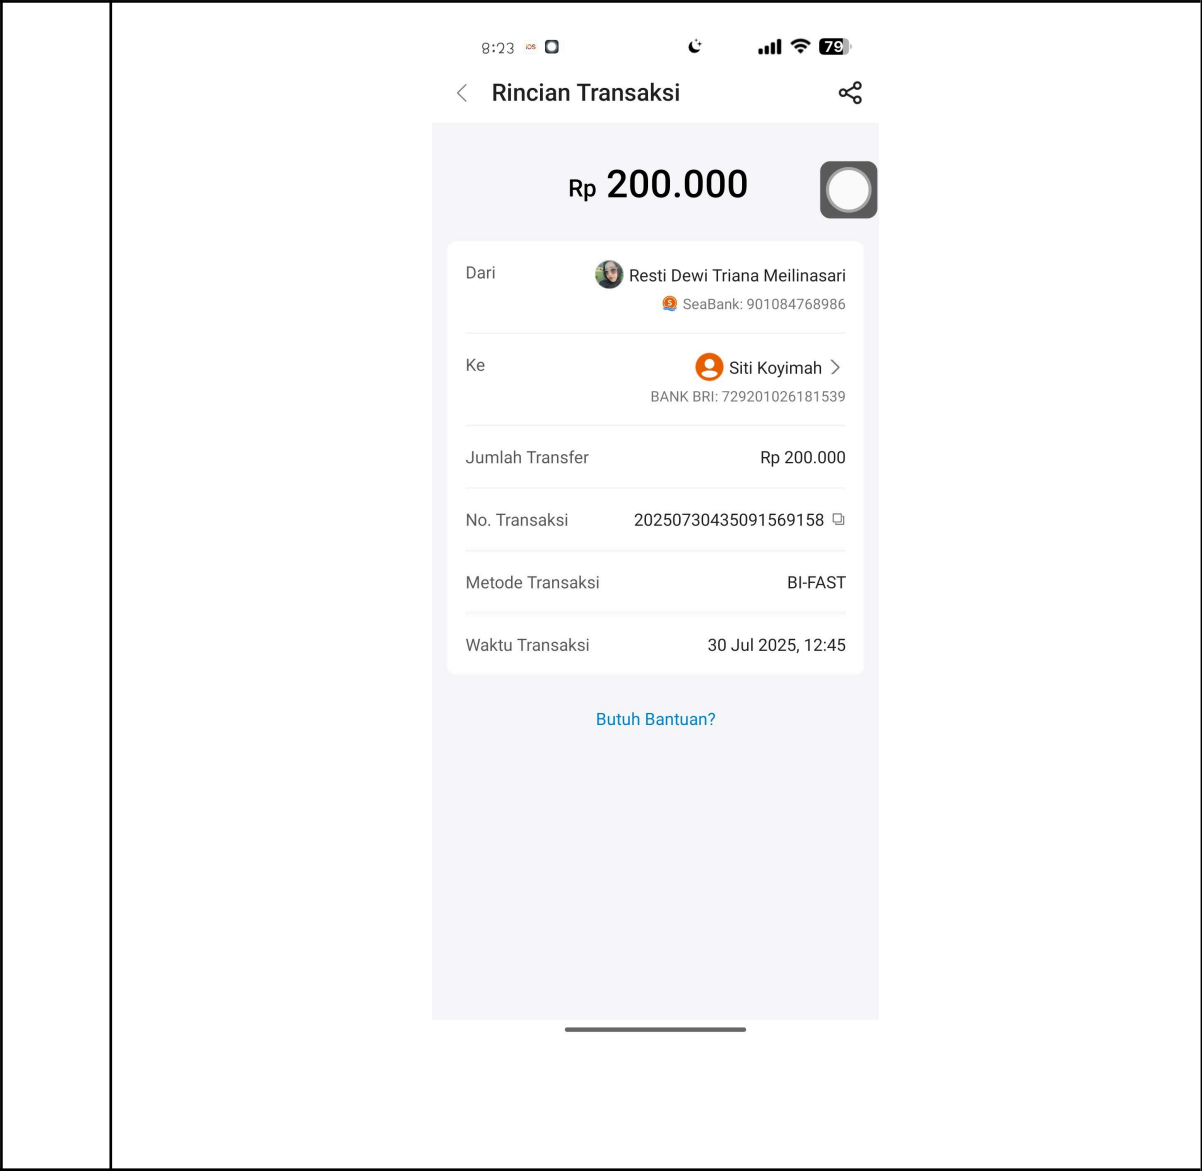 8:23 iOS 79
Rincian Transaksi
Rp 200.000
Dari Resti Dewi Triana Meilinasari
SeaBank: 901084768986
Ke Siti Koyimah
BANK BRI: 729201026181539
Jumlah Transfer Rp 200.000
No. Transaksi 20250730435091569158
Metode Transaksi BI-FAST
Waktu Transaksi 30 Jul 2025, 12:45
Butuh Bantuan?